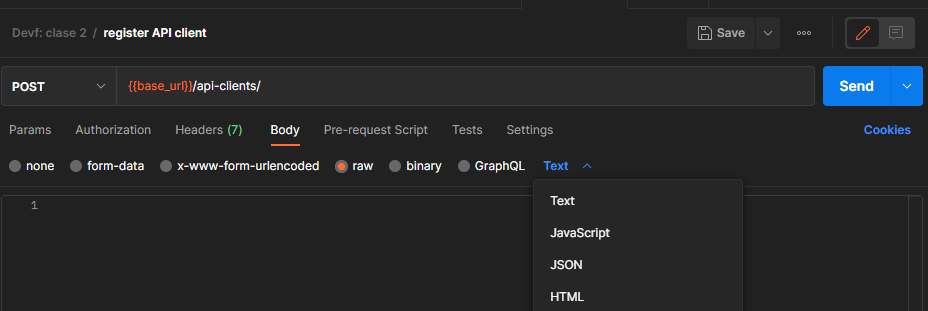 Devf: clase 2 / register API client
Save
POST
{{base_url}}/api-clients/
Send
Params Authorization Headers (7) Body Pre-request Script Tests Settings Cookies
none form-data x-www-form-urlencoded raw binary GraphQL Text
1
Text
JavaScript
JSON
HTML